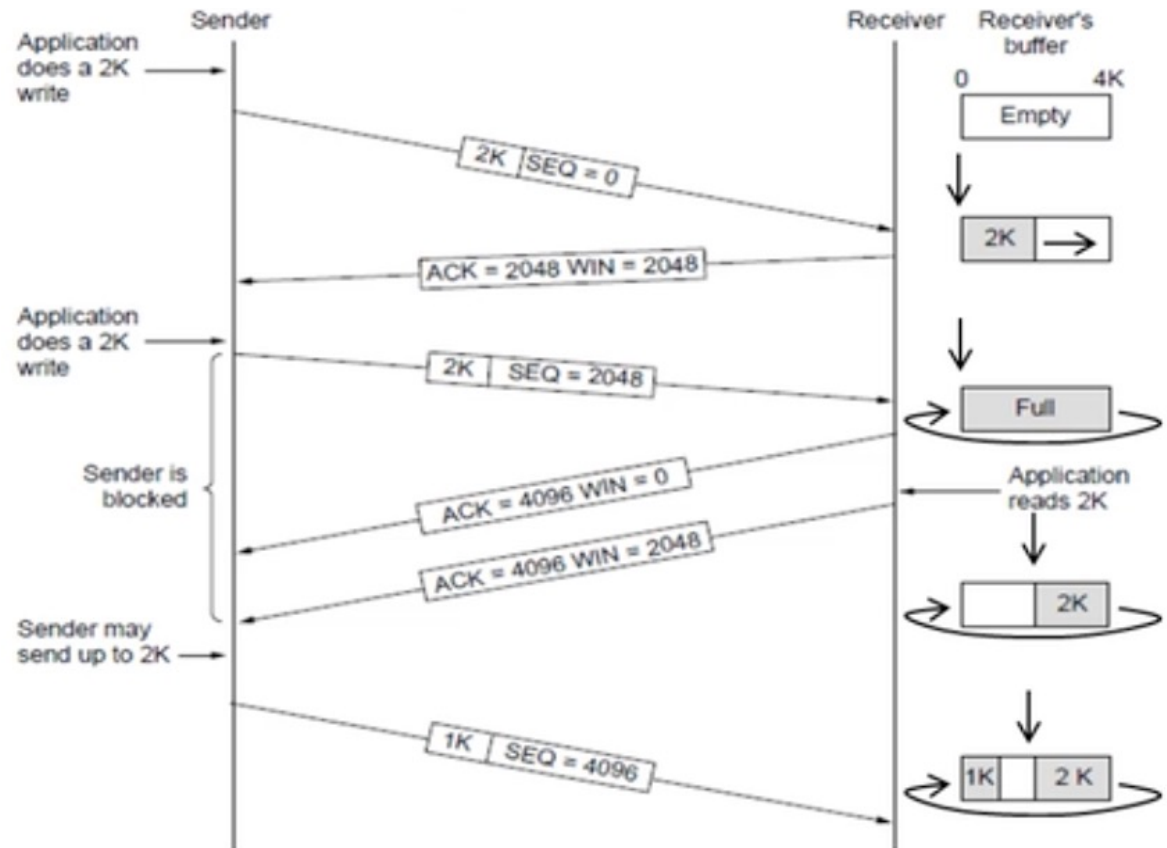 Sender
Receiver
Receiver's
buffer
Application
does a 2K
write
0 4K
Empty
2K SEQ = 0
2K
ACK = 2048 WIN = 2048
Application
does a 2K
write
2K SEQ = 2048
Full
Sender is
blocked
ACK = 4096 WIN = 0
Application
reads 2K
ACK = 4096 WIN = 2048
2K
Sender may
send up to 2K
1K SEQ = 4096
1K 2 K